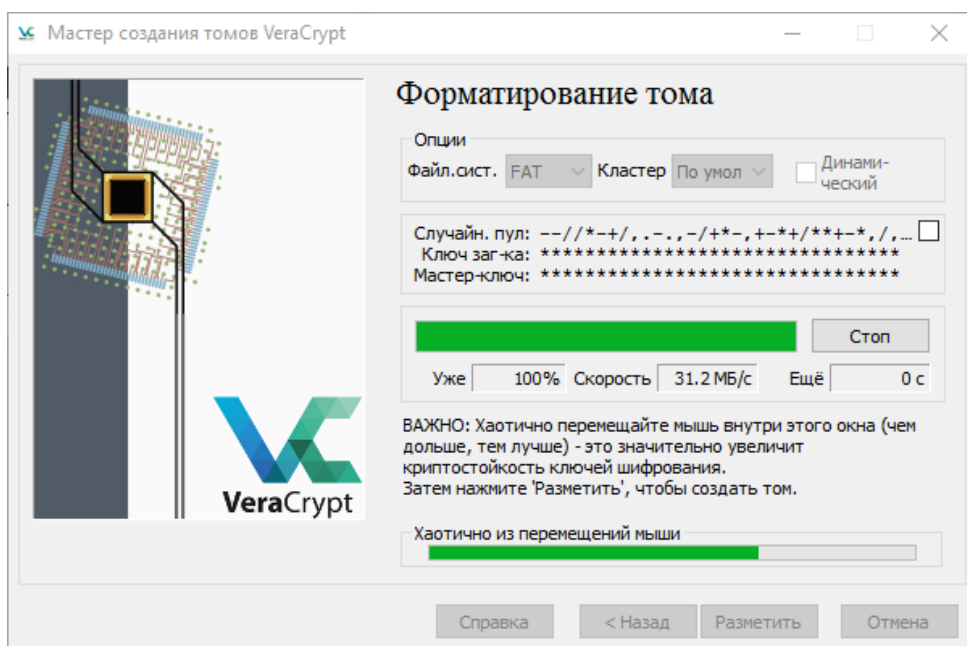 Мастер создания томов VeraCrypt
Форматирование тома
Опции
Файл.сист. FAT Кластер По умол Динами-
ческий
Случайн. пул: --//*-+/,.-.,-/+*-,+-*+/**+-*,/,…
Ключ заг-ка: ********************************
Мастер-ключ: ********************************
Стоп
Уже 100% Скорость 31.2 МБ/с Ещё 0 с
ВАЖНО: Хаотично перемещайте мышь внутри этого окна (чем
дольше, тем лучше) - это значительно увеличит
криптостойкость ключей шифрования.
Затем нажмите 'Разметить', чтобы создать том.
VeraCrypt
Хаотично из перемещений мыши
Справка < Назад Разметить Отмена